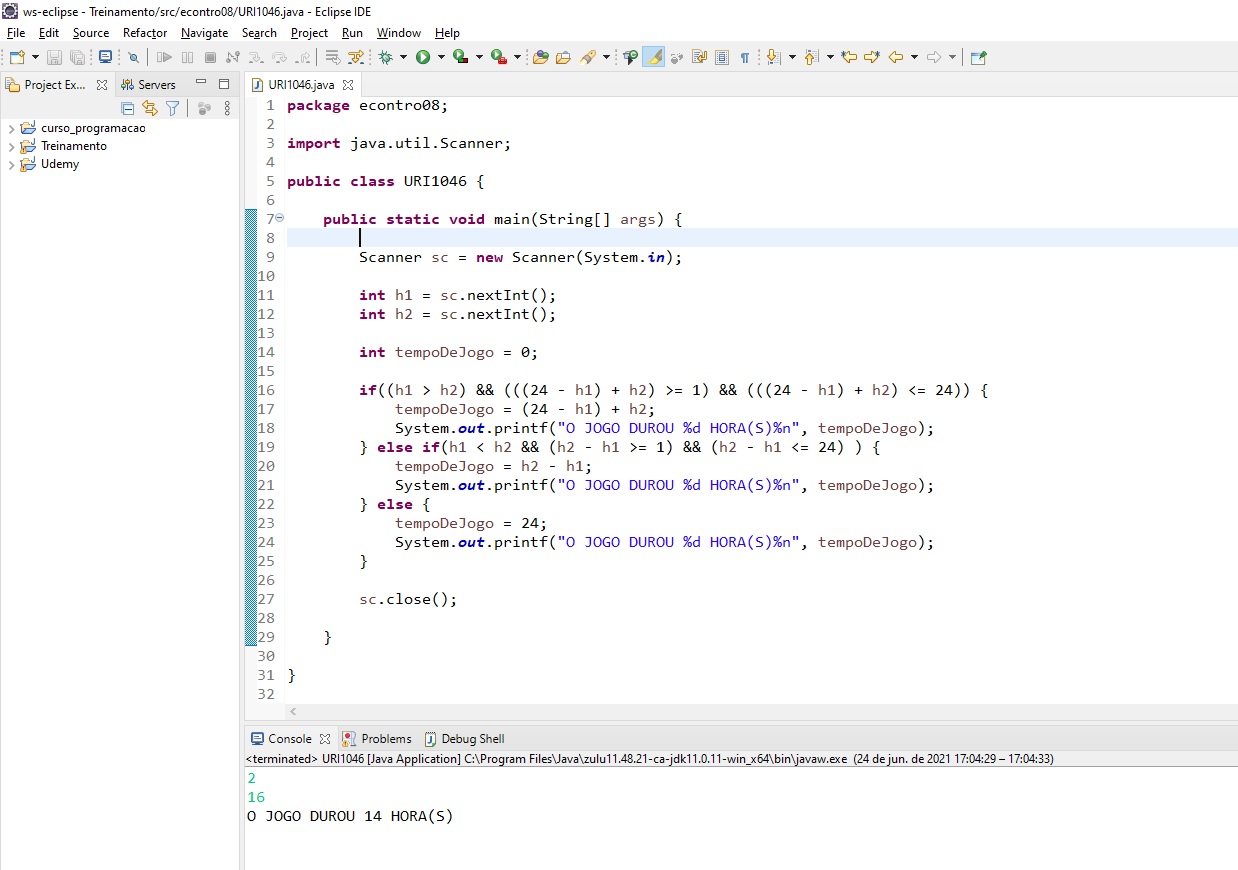 ws-eclipse - Treinamento/src/econtro08/URI1046.java - Eclipse IDE
File Edit Source Refactor Navigate Search Project Run Window Help
Project Ex... Servers
URI1046.java
curso_programacao
Treinamento
Udemy
1 package econtro08;
2
3 import java.util.Scanner;
4
5 public class URI1046 {
6
7 public static void main(String[] args) {
8
9 Scanner sc = new Scanner(System.in);
10
11 int h1 = sc.nextInt();
12 int h2 = sc.nextInt();
13
14 int tempoDeJogo = 0;
15
16 if((h1 > h2) && (((24 - h1) + h2) >= 1) && (((24 - h1) + h2) <= 24)) {
17 tempoDeJogo = (24 - h1) + h2;
18 System.out.printf("O JOGO DUROU %d HORA(S)%n", tempoDeJogo);
19 } else if(h1 < h2 && (h2 - h1 >= 1) && (h2 - h1 <= 24) ) {
20 tempoDeJogo = h2 - h1;
21 System.out.printf("O JOGO DUROU %d HORA(S)%n", tempoDeJogo);
22 } else {
23 tempoDeJogo = 24;
24 System.out.printf("O JOGO DUROU %d HORA(S)%n", tempoDeJogo);
25 }
26
27 sc.close();
28
29 }
30
31 }
32
Console Problems Debug Shell
<terminated> URI1046 [Java Application] C:\Program Files\Java\zulu11.48.21-ca-jdk11.0.11-win_x64\bin\javaw.exe (24 de jun. de 2021 17:04:29 – 17:04:33)
2
16
O JOGO DUROU 14 HORA(S)